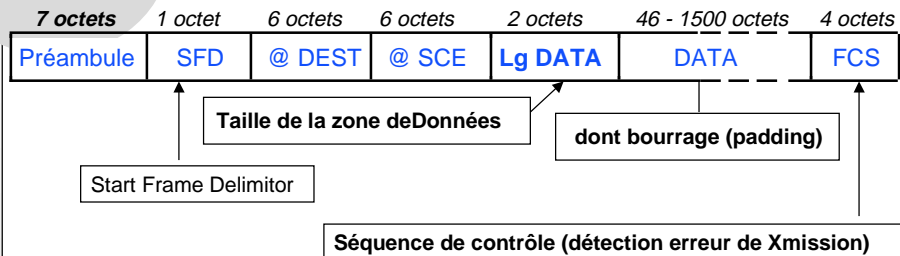 7 octets 1 octet 6 octets 6 octets 2 octets 46 - 1500 octets 4 octets
Préambule SFD @ DEST @ SCE Lg DATA DATA FCS
Taille de la zone deDonnées
dont bourrage (padding)
Start Frame Delimitor
Séquence de contrôle (détection erreur de Xmission)